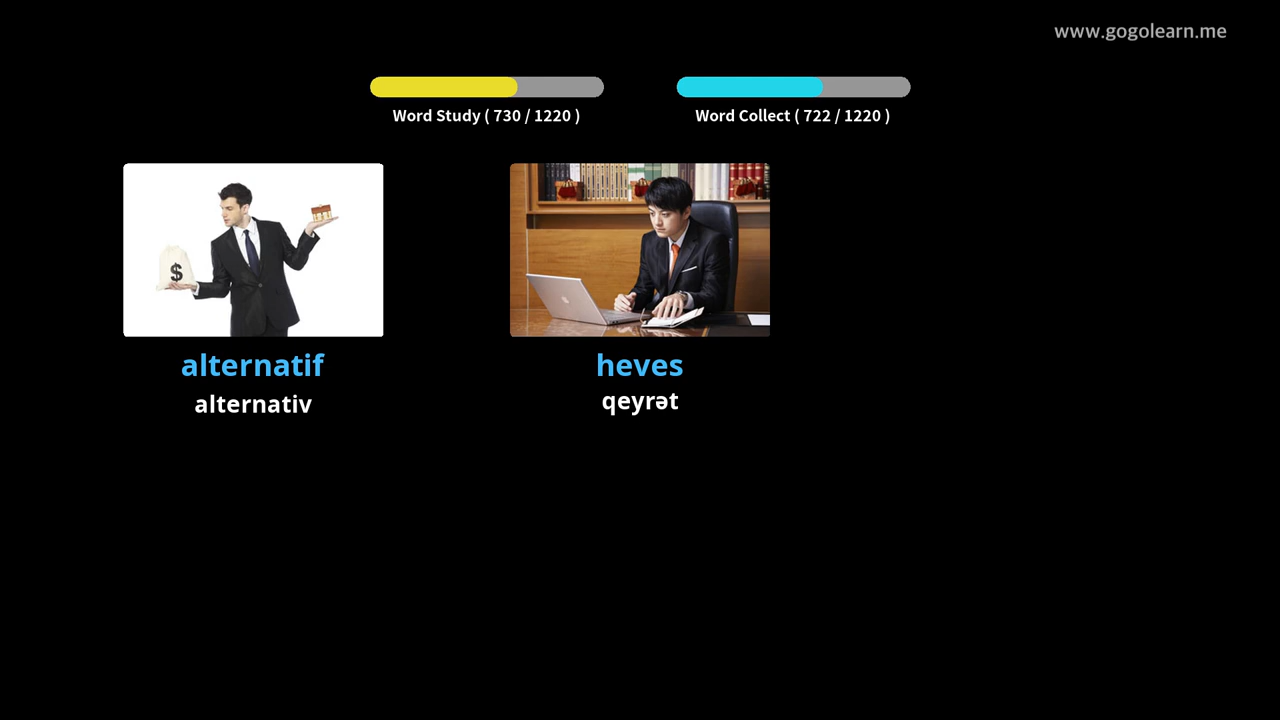 www.gogolearn.me
Word Study ( 730 / 1220 )
Word Collect ( 722 / 1220 )
$
alternatif
alternativ
heves
qeyrət